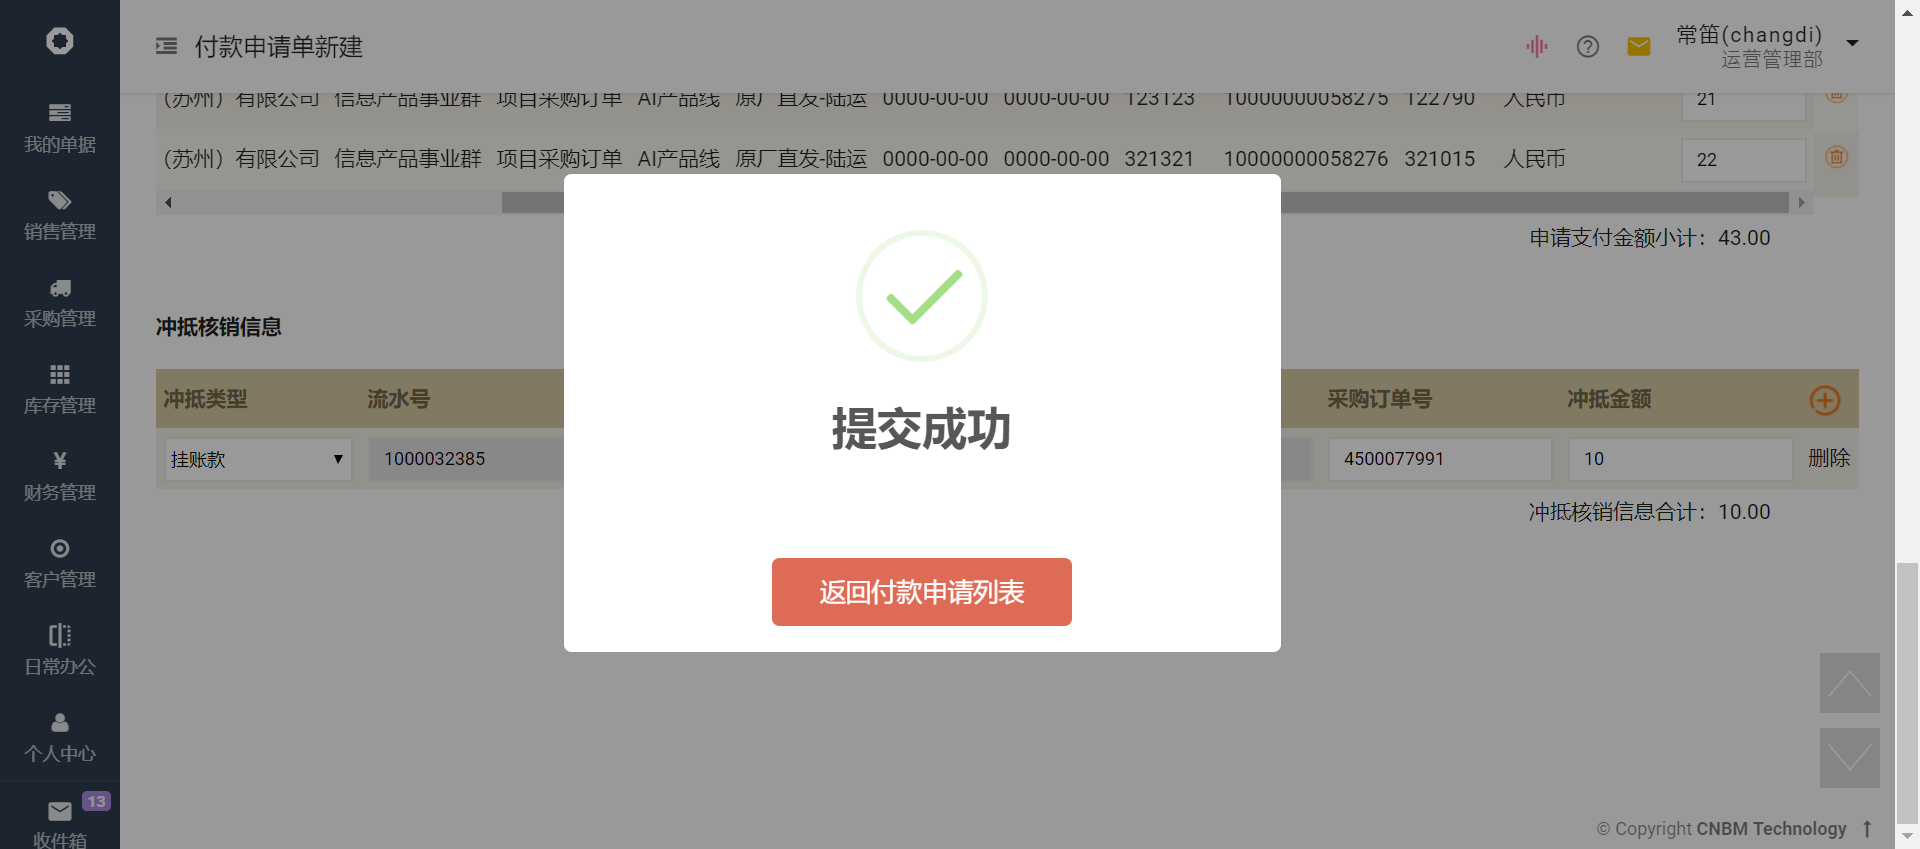 付款申请单新建
常笛(changdi)
运营管理部
我的单据
销售管理
采购管理
库存管理
财务管理
客户管理
日常办公
个人中心
13
收件箱
（苏州）有限公司 信息产品事业群 项目采购订单 AI产品线 原厂直发-陆运 0000-00-00 0000-00-00 123123 10000000058275 122790 人民币 21
（苏州）有限公司 信息产品事业群 项目采购订单 AI产品线 原厂直发-陆运 0000-00-00 0000-00-00 321321 10000000058276 321015 人民币 22
申请支付金额小计：43.00
冲抵核销信息
冲抵类型 流水号 采购订单号 冲抵金额
挂账款 1000032385 4500077991 10 删除
冲抵核销信息合计：10.00
提交成功
返回付款申请列表
© Copyright CNBM Technology